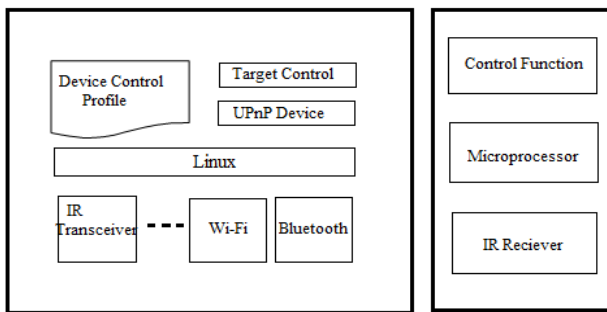 Device Control
Profile
Target Control
UPnP Device
Linux
IR
Transceiver
Wi-Fi
Bluetooth
Control Function
Microprocessor
IR Reciever